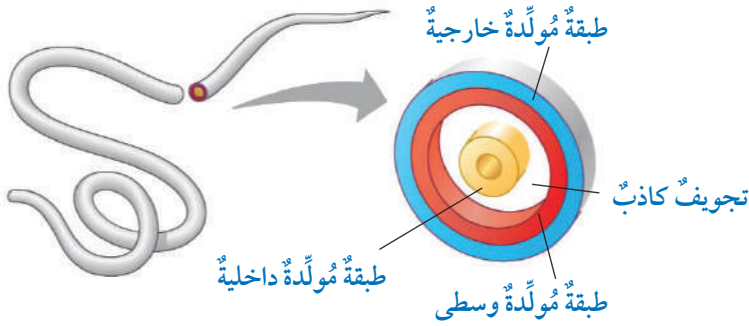 طبقةٌ مُولِّدةٌ خارجيةٌ
تجويفٌ كاذبٌ
طبقةٌ مُولِّدةٌ داخليةٌ
طبقةٌ مُولِّدةٌ وسطى